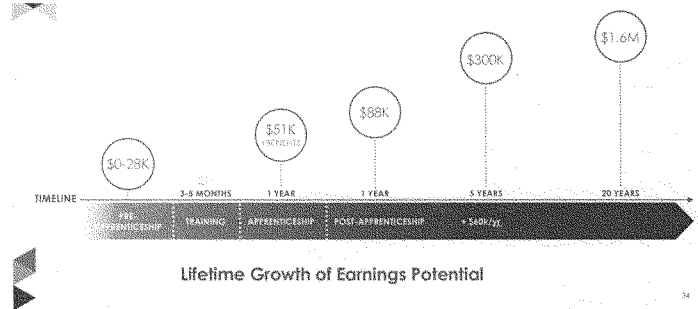 $1.6M
$300K
$88K
$51K
+ BENEFITS
$0-28K
TIMELINE
3-5 MONTHS
1 YEAR
1 YEAR
5 YEARS
20 YEARS
PRE
APPRENTICESHIP
TRAINING
APPRENTICESHIP
POST-APPRENTICESHIP
+ $60k/yr.
Lifetime Growth of Earnings Potential
34